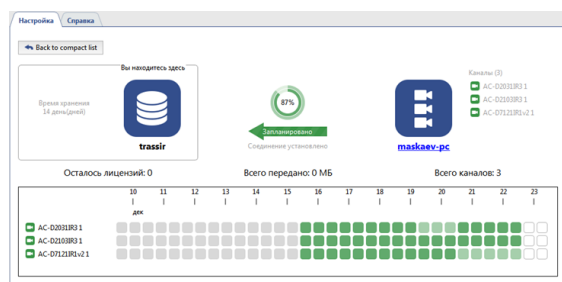 Настройка Справка
Back to compact list
Вы находитесь здесь
Время хранения
14 день(дней)
trassir
87%
Запланировано
Соединение установлено
maskaev-pc
Каналы (3)
AC-D2031IR3 1
AC-D2103IR3 1
AC-D7121IR1v2 1
Осталось лицензий: 0 Всего передано: 0 МБ Всего каналов: 3
10 11 12 13 14 15 16 17 18 19 20 21 22 23
дек
AC-D2031IR3 1
AC-D2103IR3 1
AC-D7121IR1v2 1